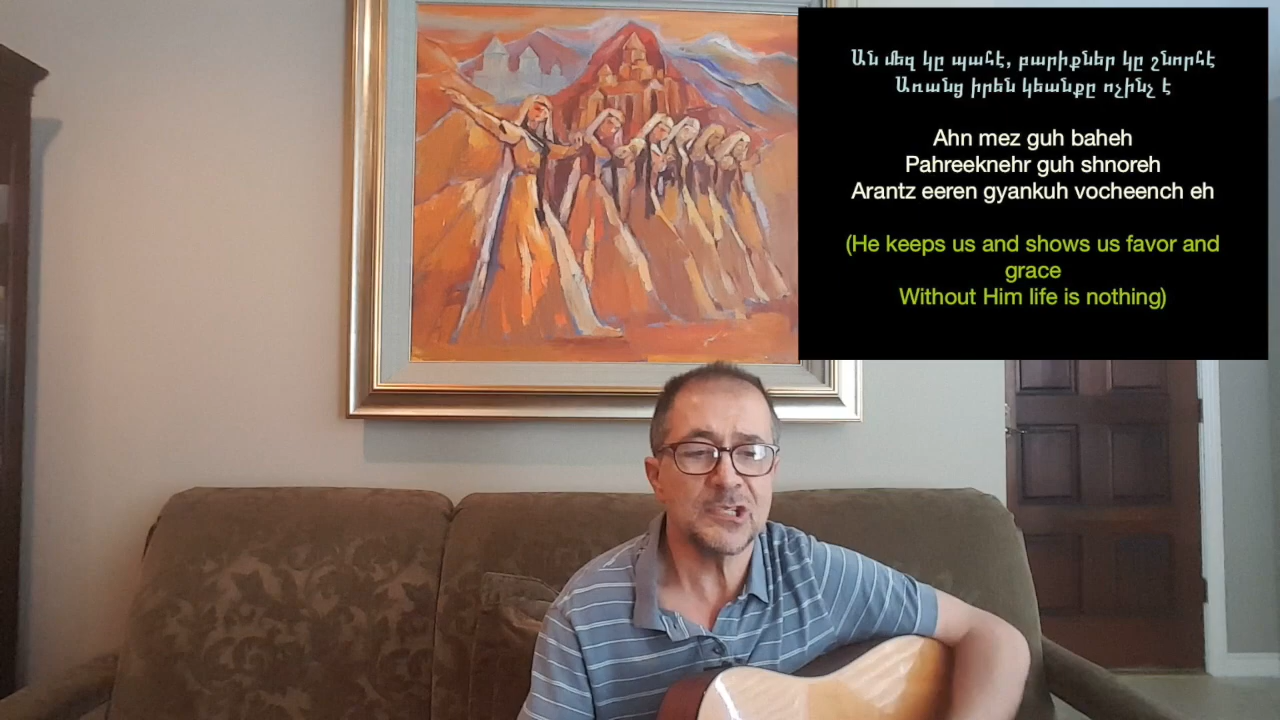 Ան մեզ կը պահէ, բարիքներ կը շնորհէ
Առանց իրեն կեանքը ոչինչ է
Ahn mez guh baheh
Pahreeknehr guh shnoreh
Arantz eeren gyankuh vocheench eh
(He keeps us and shows us favor and
grace
Without Him life is nothing)